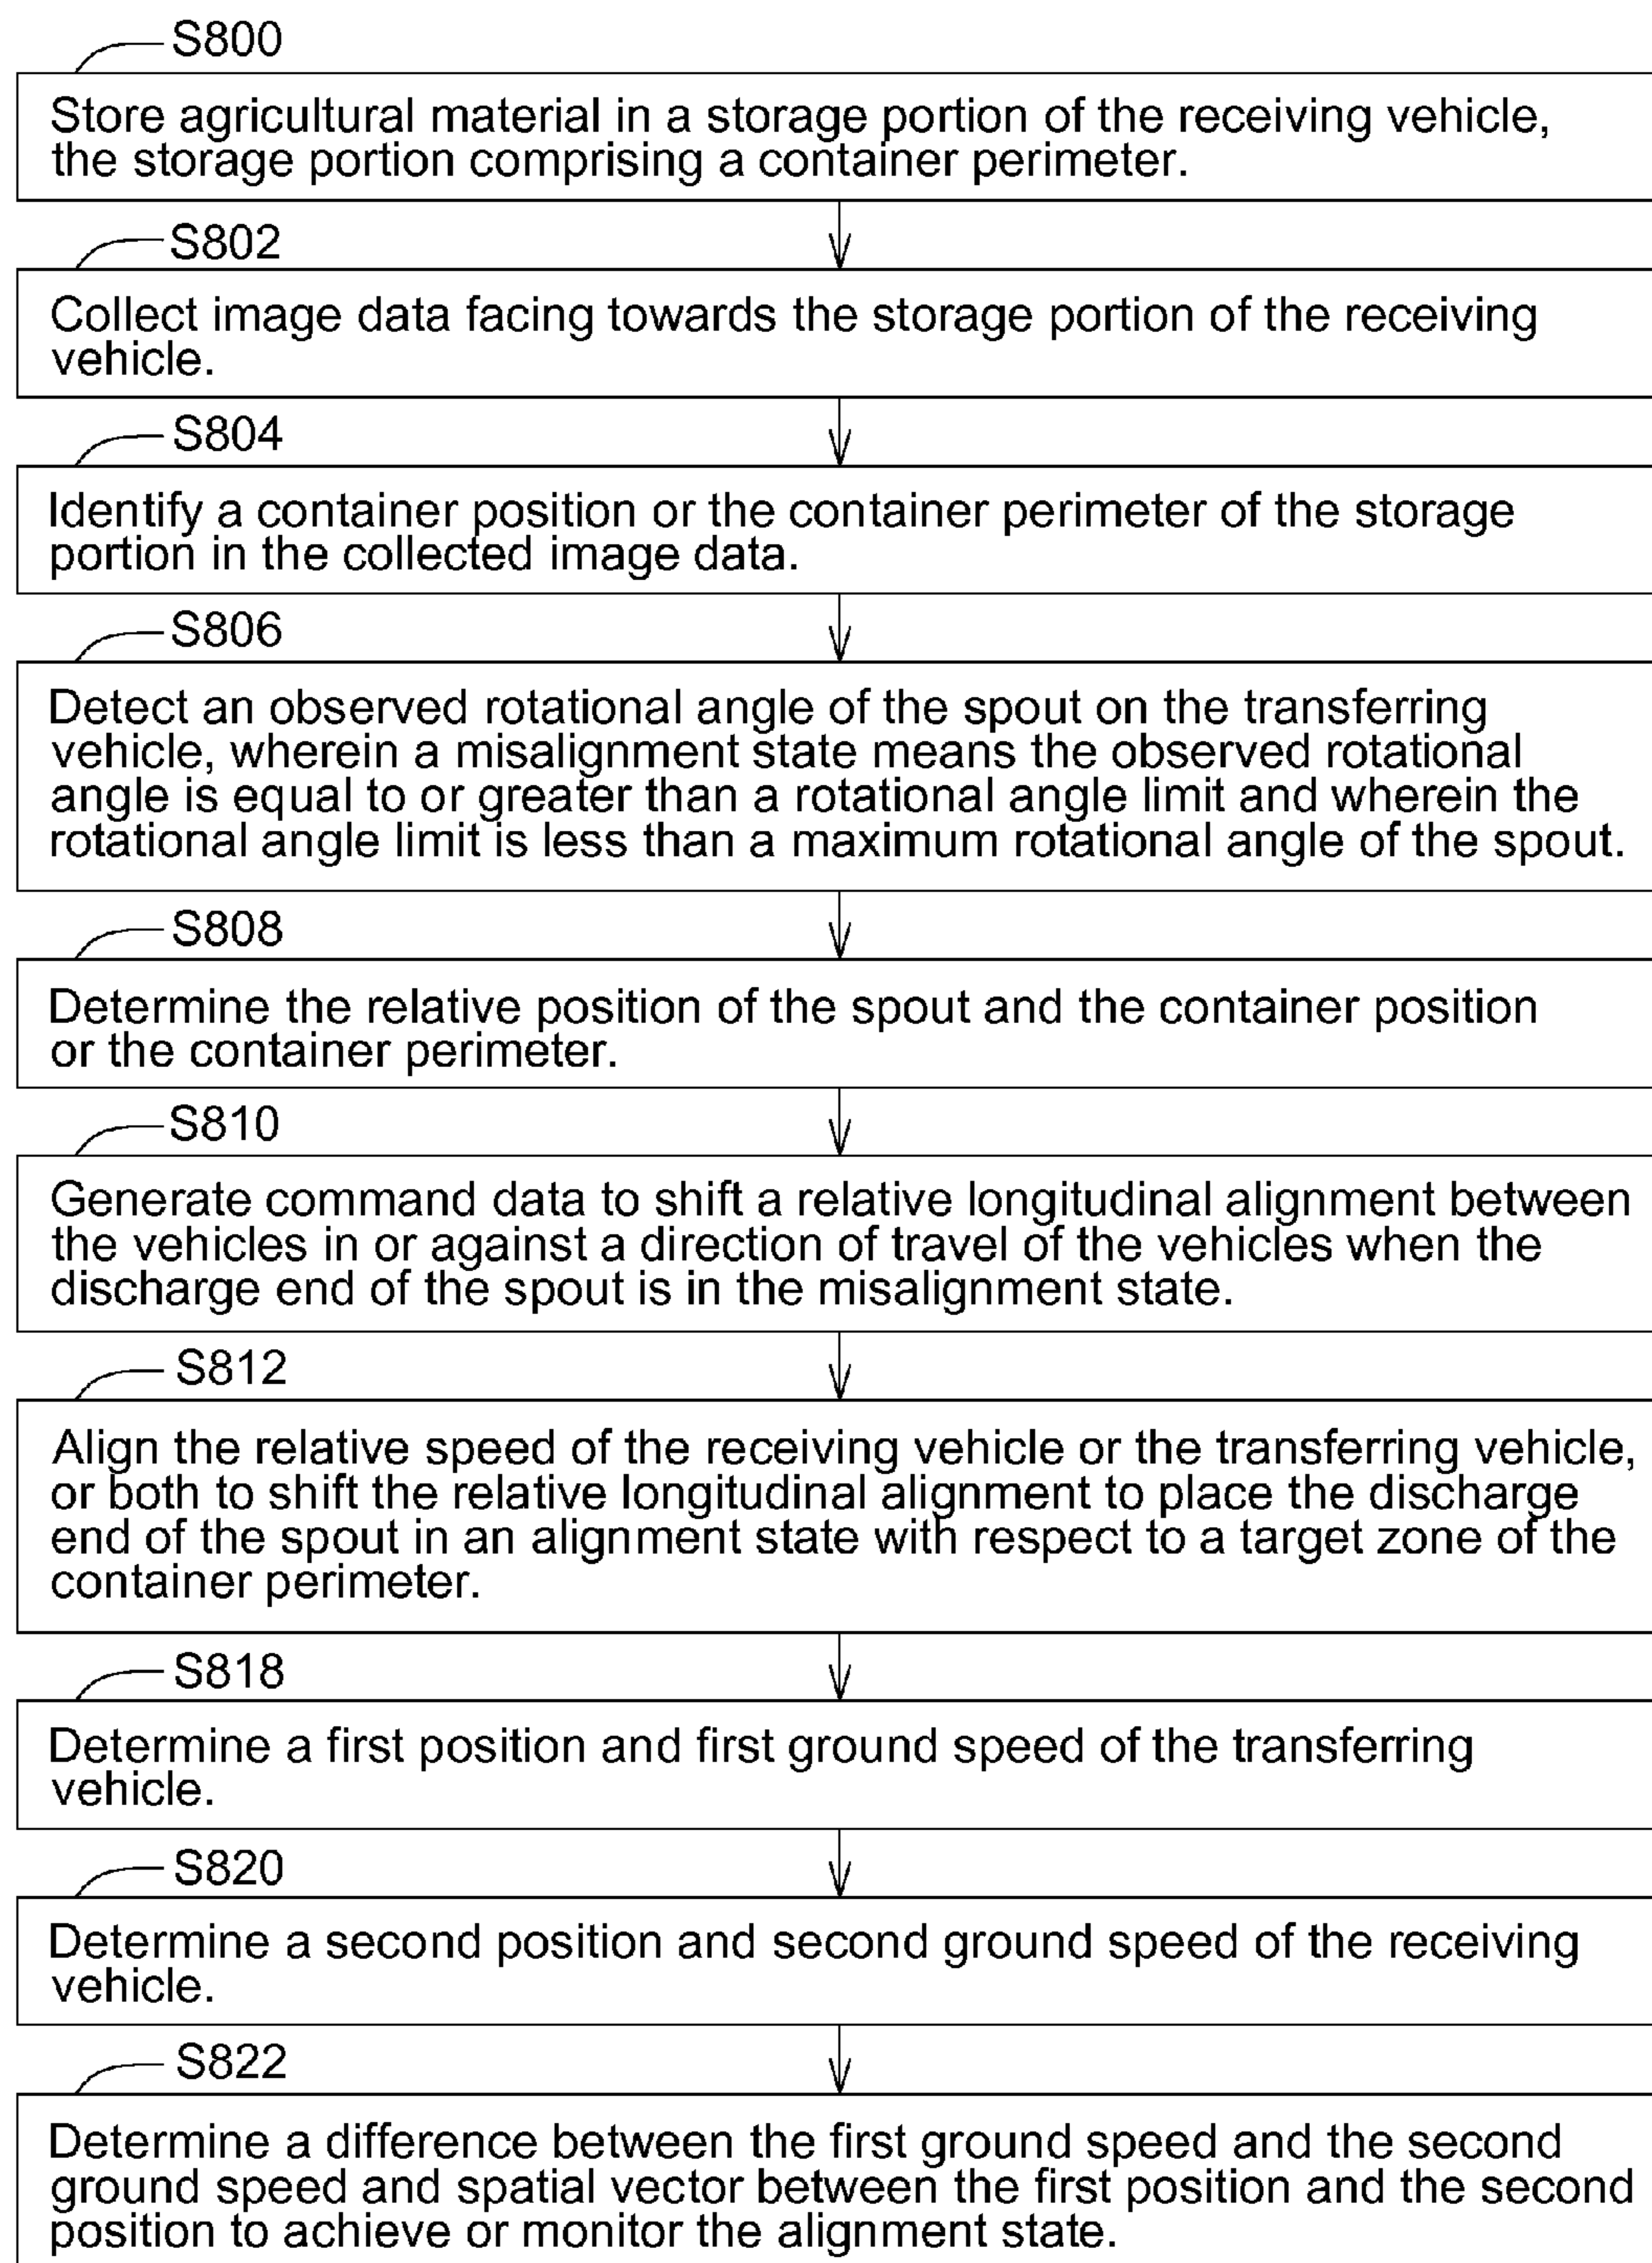 S800
Store agricultural material in a storage portion of the receiving vehicle,
the storage portion comprising a container perimeter.
S802
Collect image data facing towards the storage portion of the receiving
vehicle.
S804
Identify a container position or the container perimeter of the storage
portion in the collected image data.
S806
Detect an observed rotational angle of the spout on the transferring
vehicle, wherein a misalignment state means the observed rotational
angle is equal to or greater than a rotational angle limit and wherein the
rotational angle limit is less than a maximum rotational angle of the spout.
S808
Determine the relative position of the spout and the container position
or the container perimeter.
S810
Generate command data to shift a relative longitudinal alignment between
the vehicles in or against a direction of travel of the vehicles when the
discharge end of the spout is in the misalignment state.
S812
Align the relative speed of the receiving vehicle or the transferring vehicle,
or both to shift the relative longitudinal alignment to place the discharge
end of the spout in an alignment state with respect to a target zone of the
container perimeter.
S818
Determine a first position and first ground speed of the transferring
vehicle.
S820
Determine a second position and second ground speed of the receiving
vehicle.
S822
Determine a difference between the first ground speed and the second
ground speed and spatial vector between the first position and the second
position to achieve or monitor the alignment state.